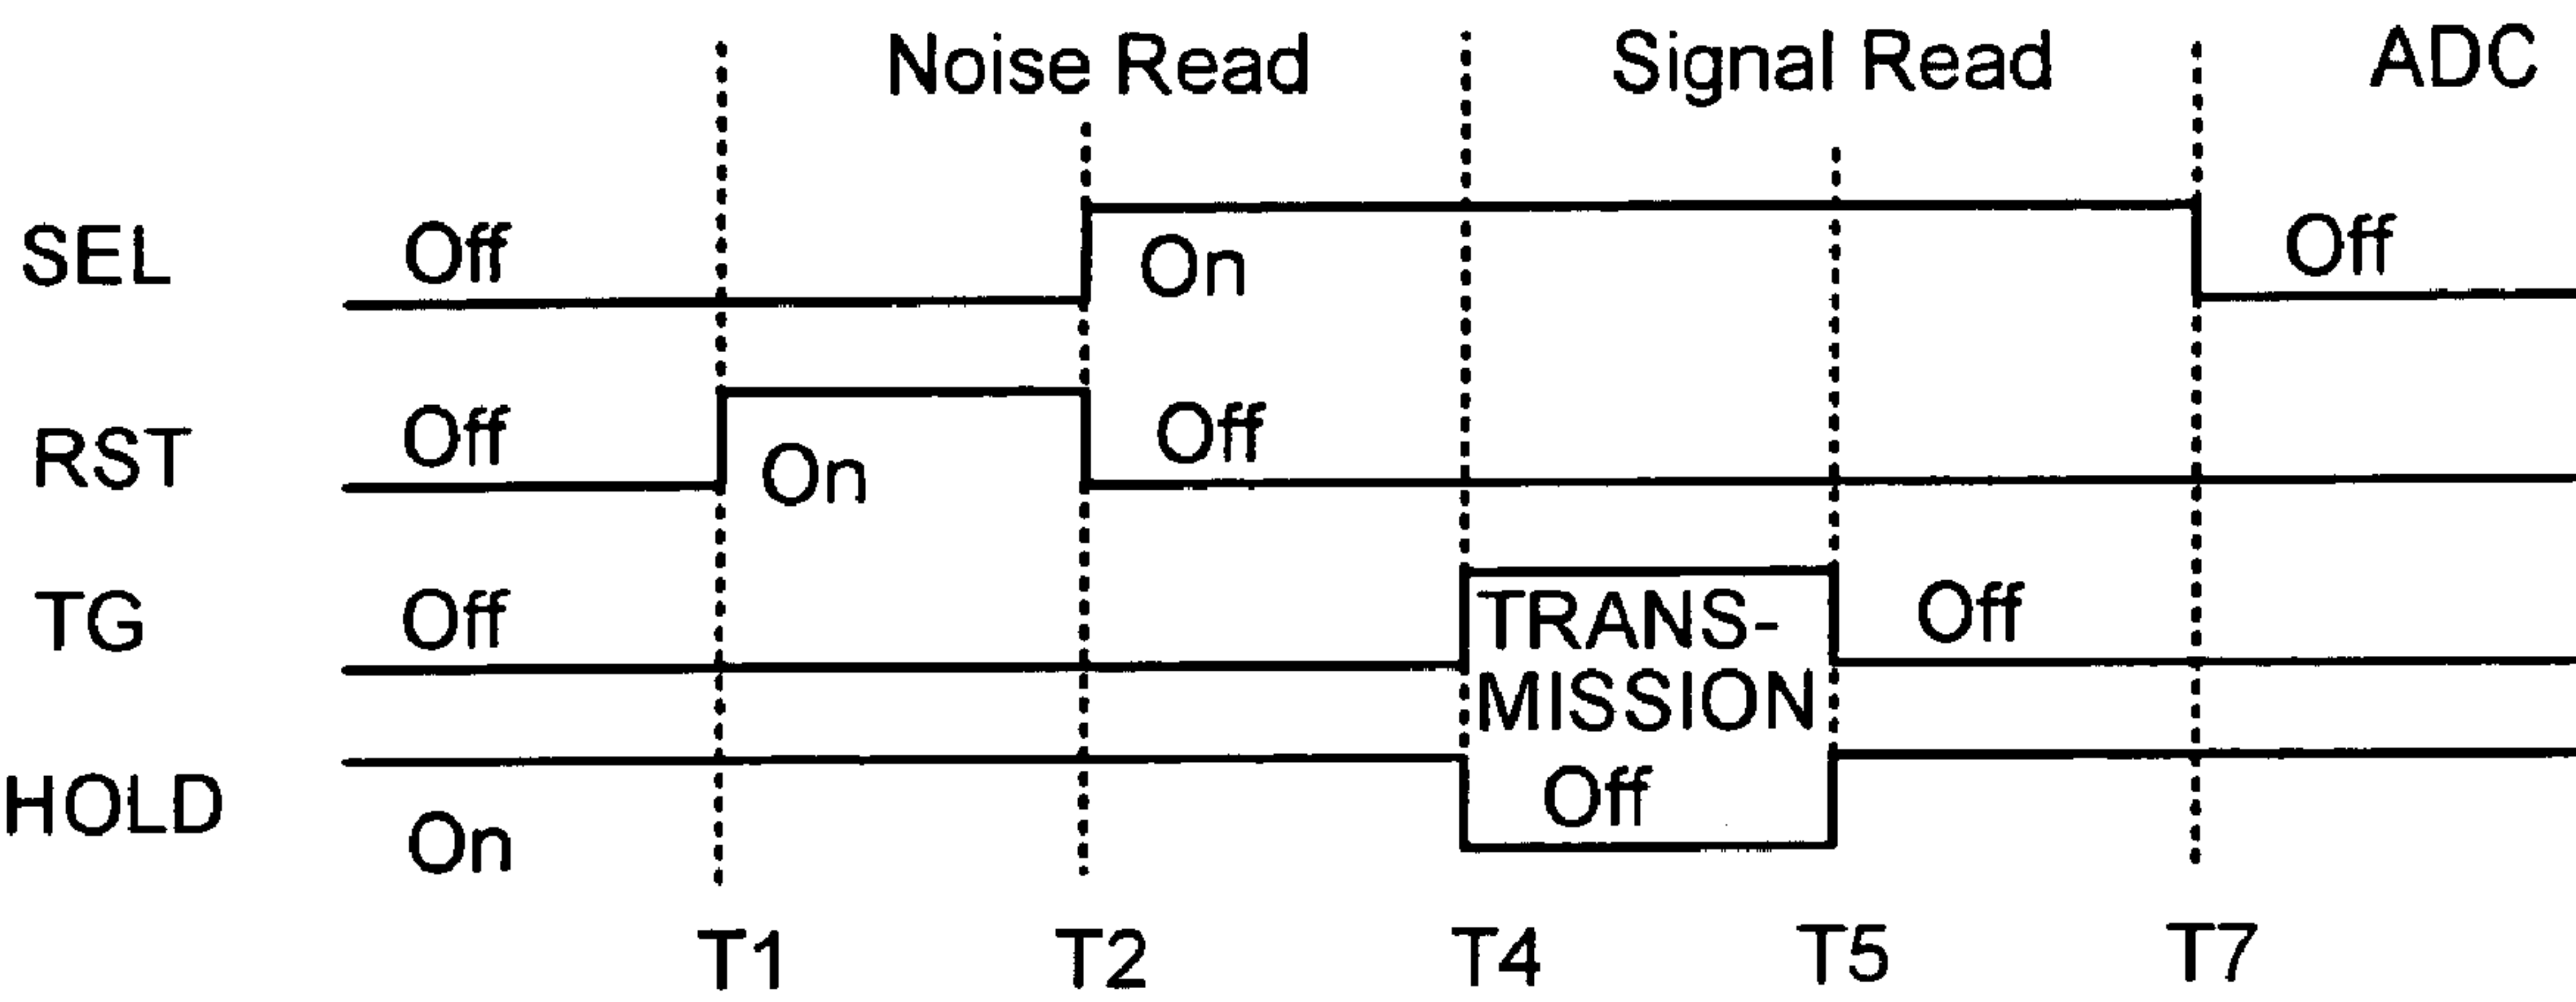 Noise Read Signal Read ADC
SEL Off On Off
RST Off On Off
TG Off TRANS-
MISSION Off
HOLD On Off
T1 T2 T4 T5 T7